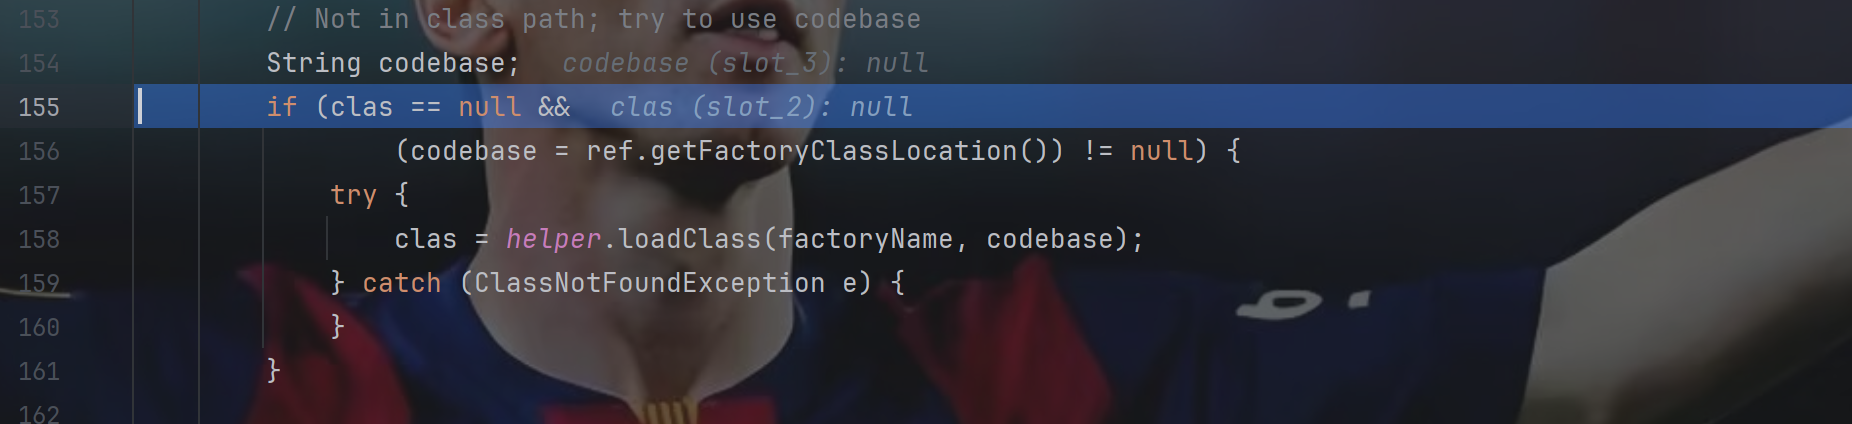 153 // Not in class path; try to use codebase
154 String codebase; codebase (slot_3): null
155 if (clas == null && clas (slot_2): null
156 (codebase = ref.getFactoryClassLocation()) != null) {
157 try {
158 clas = helper.loadClass(factoryName, codebase);
159 } catch (ClassNotFoundException e) {
160 }
161 }
162